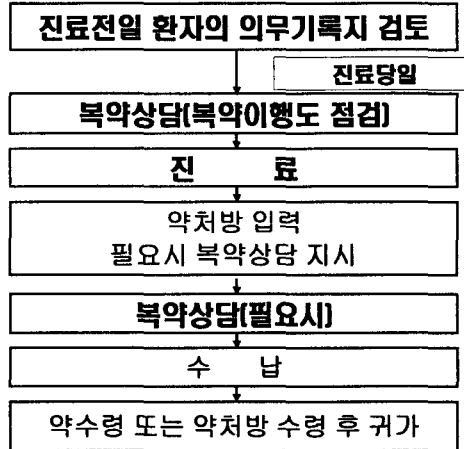 진료전일 환자의 의무기록지 검토
진료당일
복약상담(복약이행도 점검)
진 료
약처방 입력
필요시 복약상담 지시
복약상담(필요시)
수 납
약수령 또는 약처방 수령 후 귀가